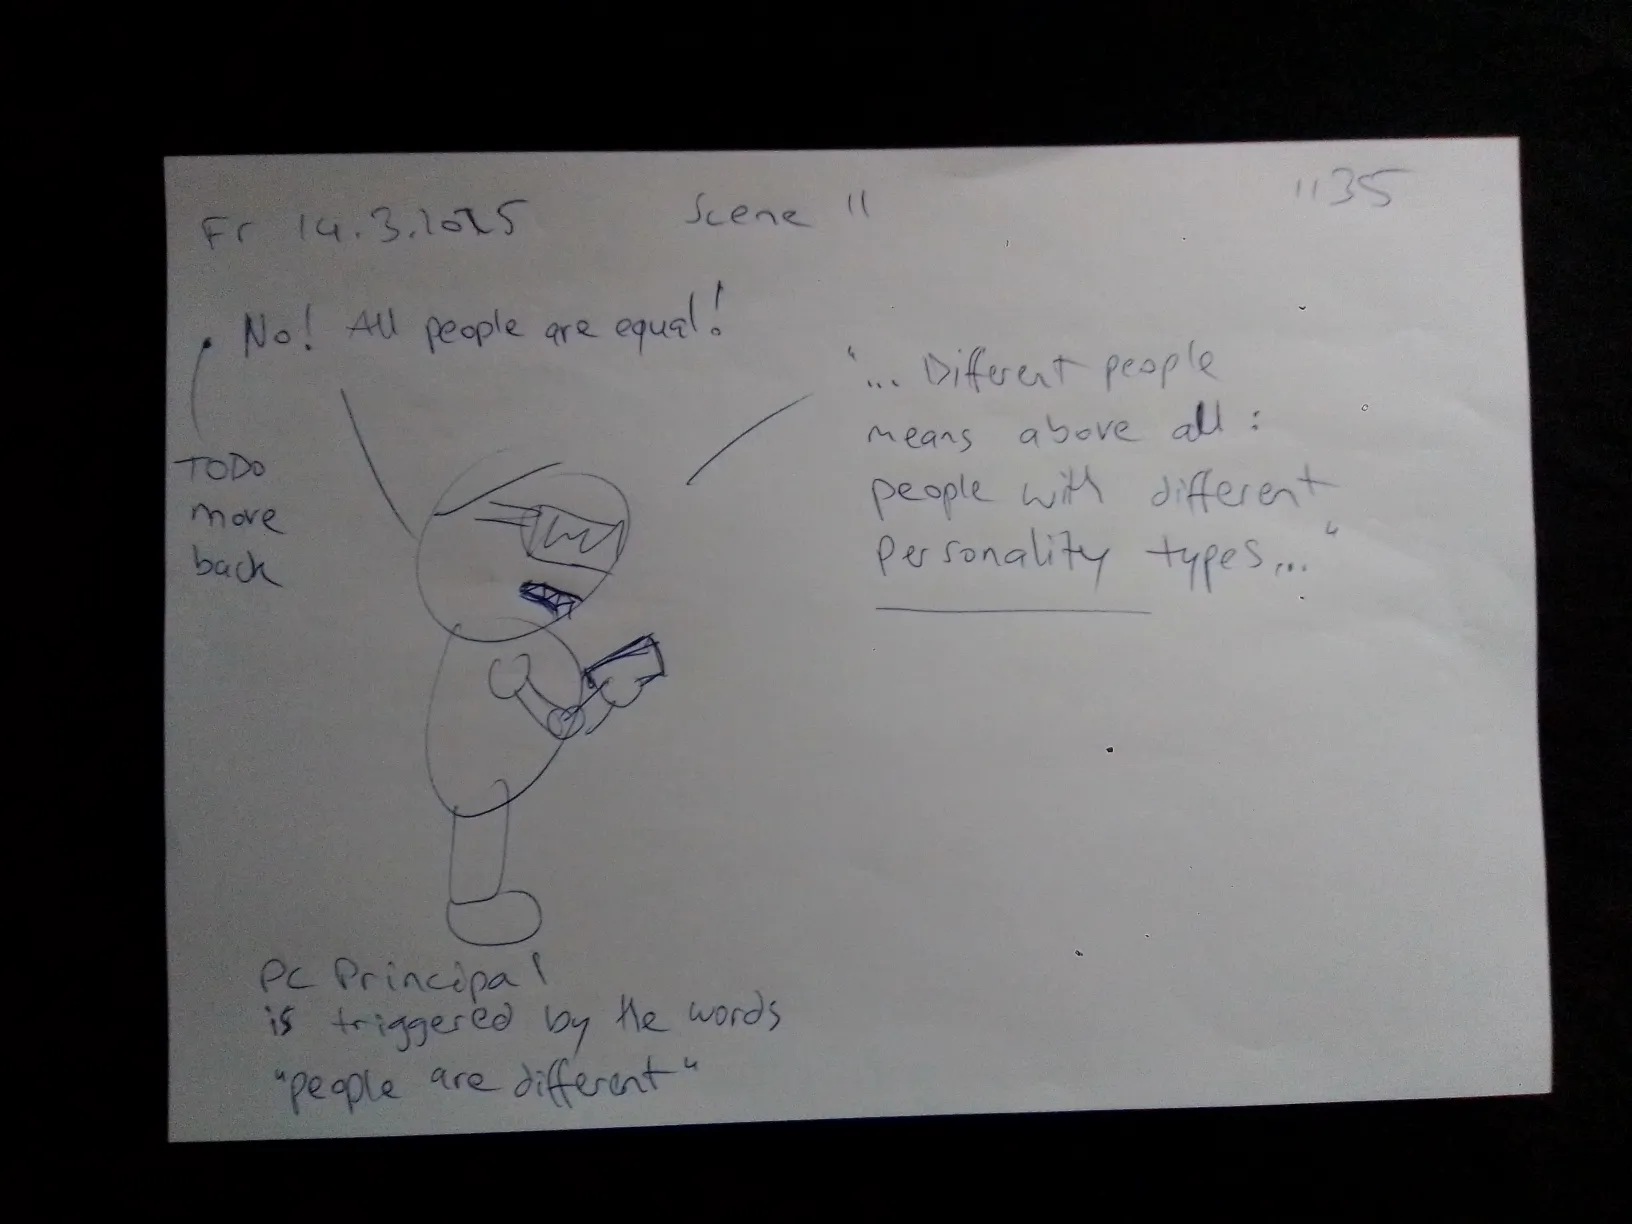 Fr 14.3.2025 Scene 11 1135
• No! All people are equal!
TODO
move
back
"... Different people
means above all:
people with different
personality types..."
PC Principal
is triggered by the words
"people are different"